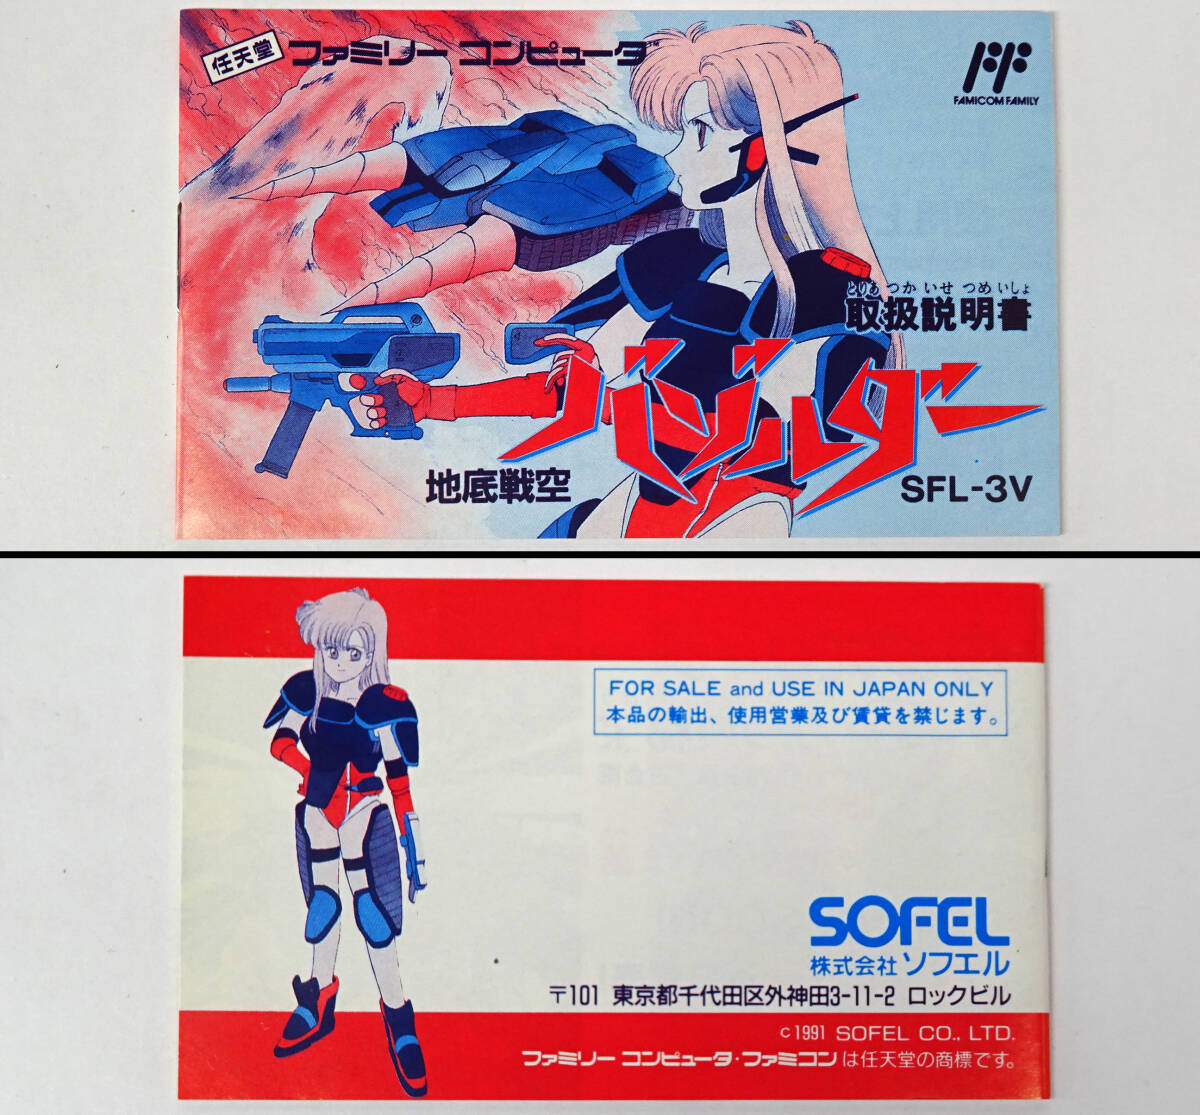 任天堂 ファミリー コンピュータ™
FAMICOM FAMILY
とりあつかいせつめいしょ
取扱説明書
バゾルダー
地底戦空
SFL-3V
FOR SALE and USE IN JAPAN ONLY
本品の輸出、使用営業及び賃貸を禁じます。
SOFEL
株式会社 ソフエル
〒101 東京都千代田区外神田3-11-2 ロックビル
©1991 SOFEL CO., LTD.
ファミリー コンピュータ・ファミコン は任天堂の商標です。